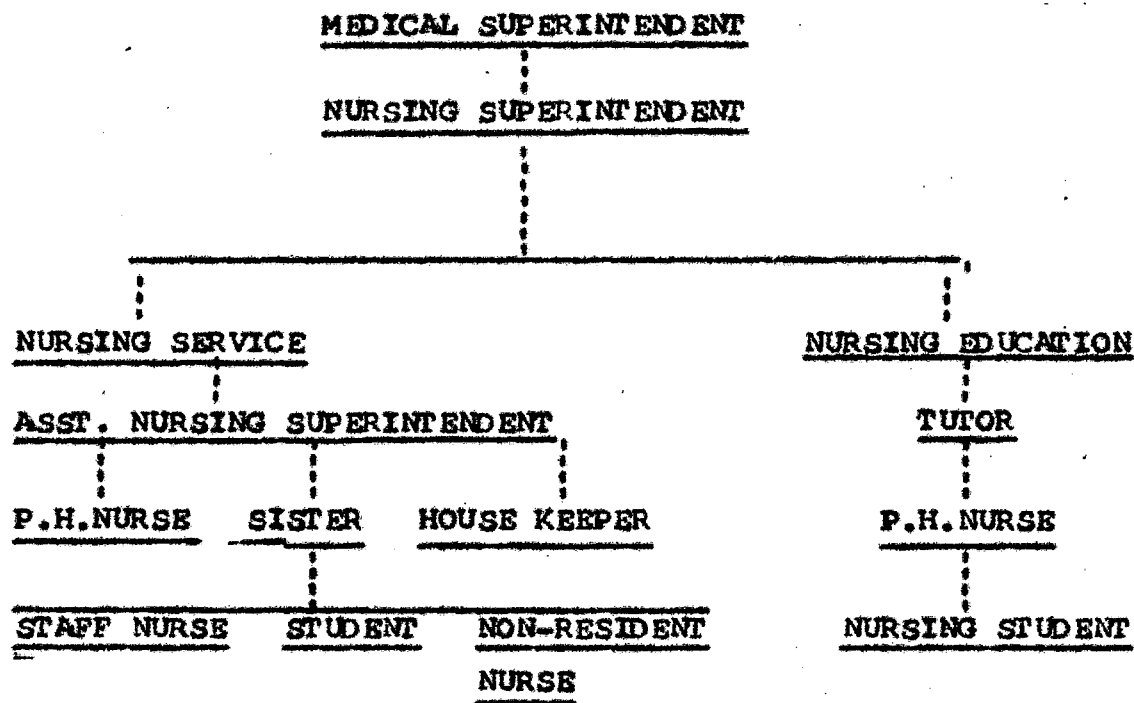 MEDICAL SUPERINTENDENT
NURSING SUPERINTENDENT
NURSING SERVICE NURSING EDUCATION
ASST. NURSING SUPERINTENDENT TUTOR
P.H.NURSE SISTER HOUSE KEEPER P.H.NURSE
STAFF NURSE STUDENT NON-RESIDENT NURSING STUDENT
NURSE